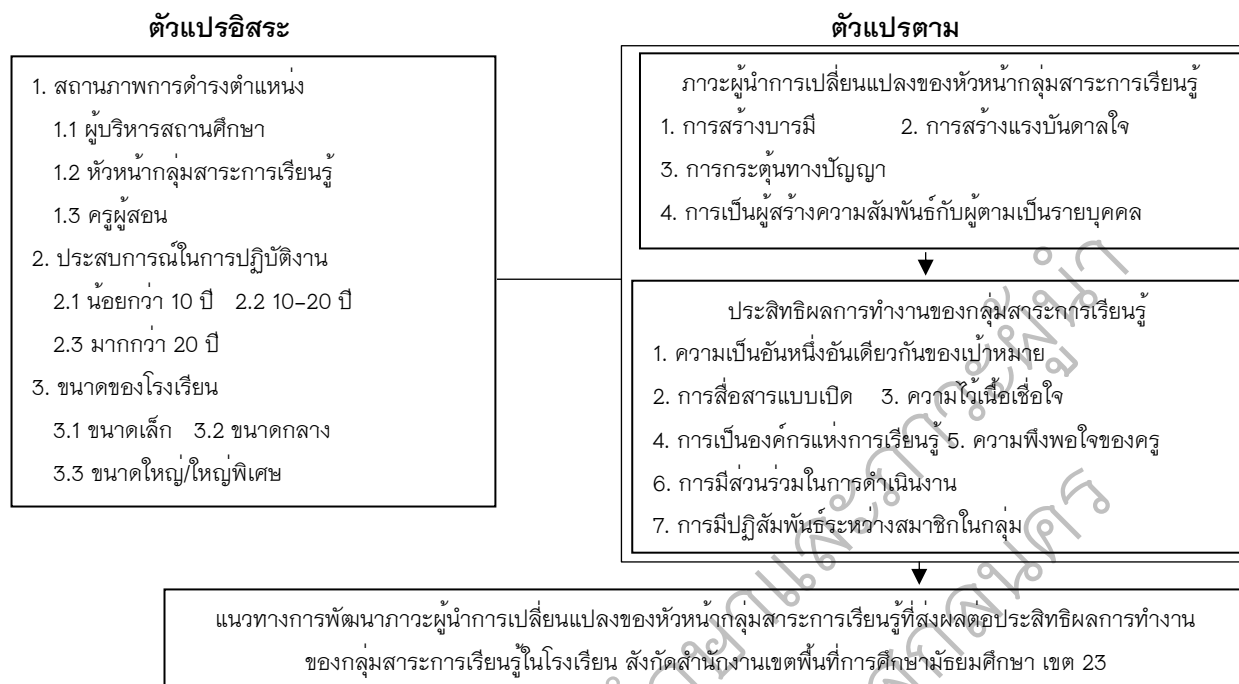 ตัวแปรอิสระ
1. สถานภาพการดำรงตำแหน่ง
1.1 ผู้บริหารสถานศึกษา
1.2 หัวหน้ากลุ่มสาระการเรียนรู้
1.3 ครูผู้สอน
2. ประสบการณ์ในการปฏิบัติงาน
2.1 น้อยกว่า 10 ปี 2.2 10–20 ปี
2.3 มากกว่า 20 ปี
3. ขนาดของโรงเรียน
3.1 ขนาดเล็ก 3.2 ขนาดกลาง
3.3 ขนาดใหญ่/ใหญ่พิเศษ
ตัวแปรตาม
ภาวะผู้นำการเปลี่ยนแปลงของหัวหน้ากลุ่มสาระการเรียนรู้
1. การสร้างบารมี 2. การสร้างแรงบันดาลใจ
3. การกระตุ้นทางปัญญา
4. การเป็นผู้สร้างความสัมพันธ์กับผู้ตามเป็นรายบุคคล
ประสิทธิผลการทำงานของกลุ่มสาระการเรียนรู้
1. ความเป็นอันหนึ่งอันเดียวกันของเป้าหมาย
2. การสื่อสารแบบเปิด 3. ความไว้เนื้อเชื่อใจ
4. การเป็นองค์กรแห่งการเรียนรู้ 5. ความพึงพอใจของครู
6. การมีส่วนร่วมในการดำเนินงาน
7. การมีปฏิสัมพันธ์ระหว่างสมาชิกในกลุ่ม
แนวทางการพัฒนาภาวะผู้นำการเปลี่ยนแปลงของหัวหน้ากลุ่มสาระการเรียนรู้ที่ส่งผลต่อประสิทธิผลการทำงาน
ของกลุ่มสาระการเรียนรู้ในโรงเรียน สังกัดสำนักงานเขตพื้นที่การศึกษามัธยมศึกษา เขต 23